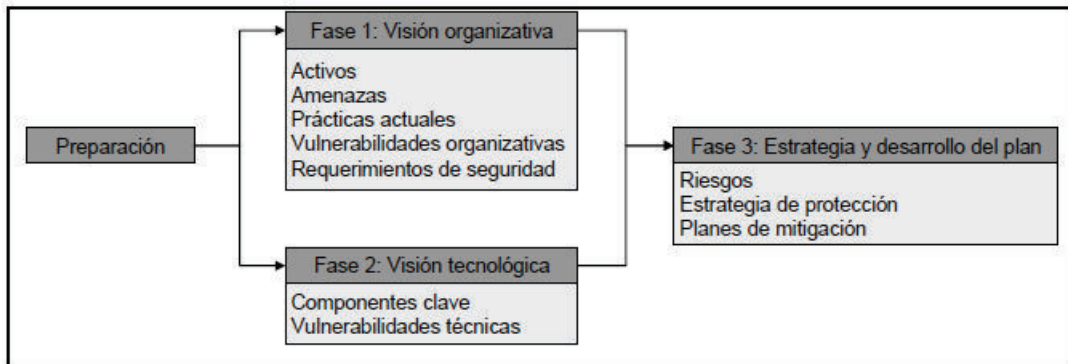 Preparación
Fase 1: Visión organizativa
Activos
Amenazas
Prácticas actuales
Vulnerabilidades organizativas
Requerimientos de seguridad
Fase 2: Visión tecnológica
Componentes clave
Vulnerabilidades técnicas
Fase 3: Estrategia y desarrollo del plan
Riesgos
Estrategia de protección
Planes de mitigación